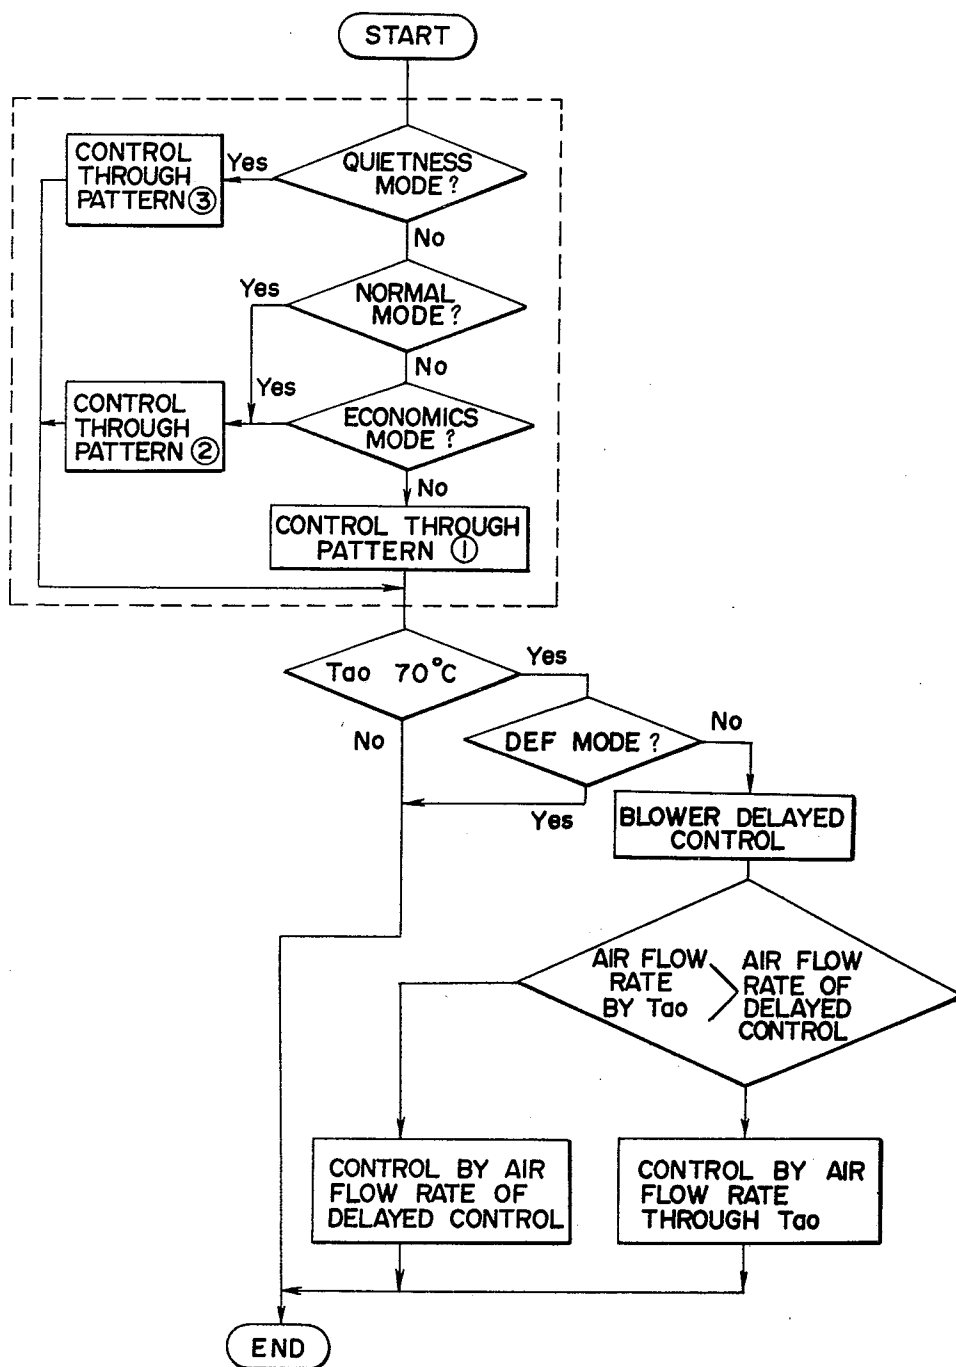 START
CONTROL
THROUGH
PATTERN ③
Yes
QUIETNESS
MODE ?
No
Yes
NORMAL
MODE ?
No
Yes
CONTROL
THROUGH
PATTERN ②
ECONOMICS
MODE ?
No
CONTROL THROUGH
PATTERN ①
Tao 70°C
Yes
No
DEF MODE ?
No
Yes
BLOWER DELAYED
CONTROL
AIR FLOW
RATE
BY Tao
>
AIR FLOW
RATE OF
DELAYED
CONTROL
CONTROL BY AIR
FLOW RATE OF
DELAYED CONTROL
CONTROL BY AIR
FLOW RATE
THROUGH Tao
END